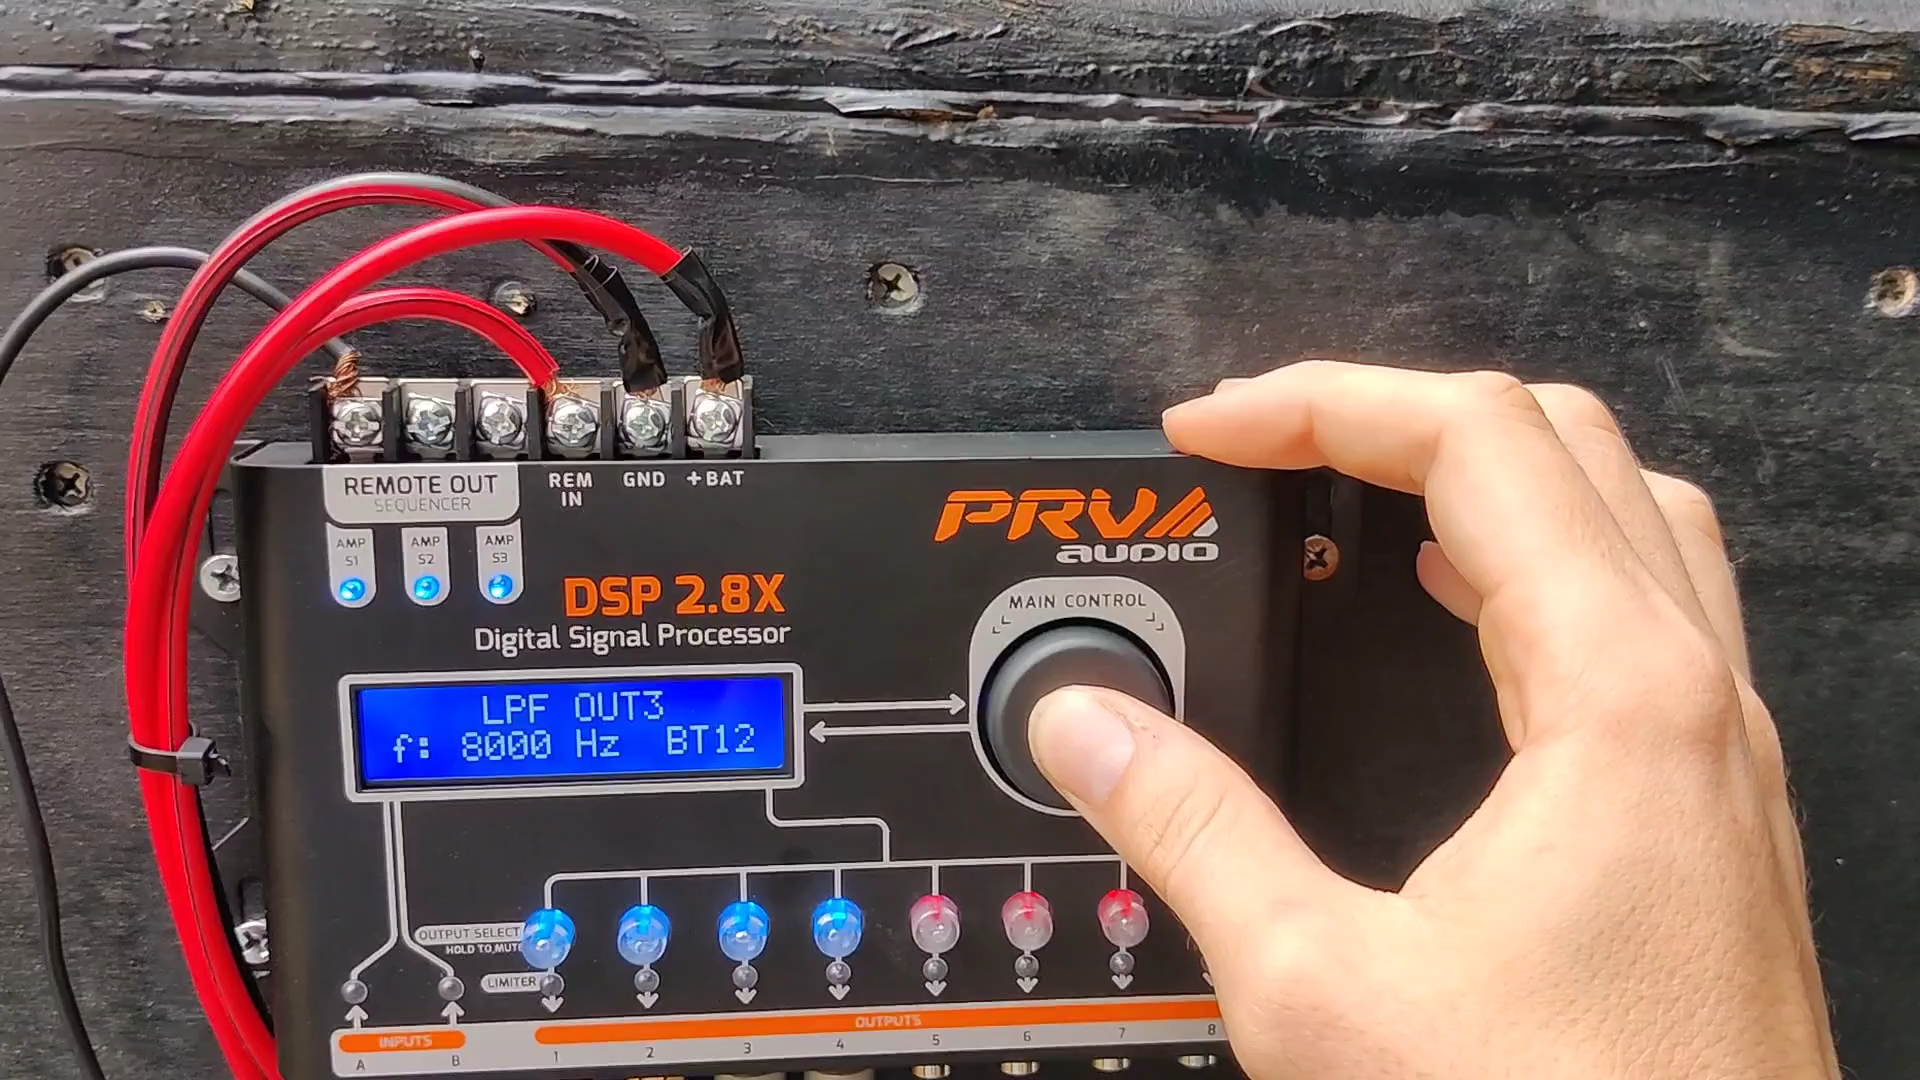 REMOTE OUT
SEQUENCER
REM
IN
GND
+BAT
AMP
S1
AMP
S2
AMP
S3
PRV
AUDIO
DSP 2.8X
Digital Signal Processor
MAIN CONTROL
LPF OUT3
f: 8000 Hz BT12
OUTPUT SELECT
HOLD TO MUTE
LIMITER
INPUTS
A B
OUTPUTS
1 2 3 4 5 6 7 8